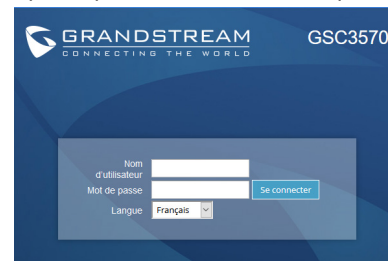 GRANDSTREAM
CONNECTING THE WORLD
GSC3570
Nom
d'utilisateur
Mot de passe
Se connecter
Langue
Français